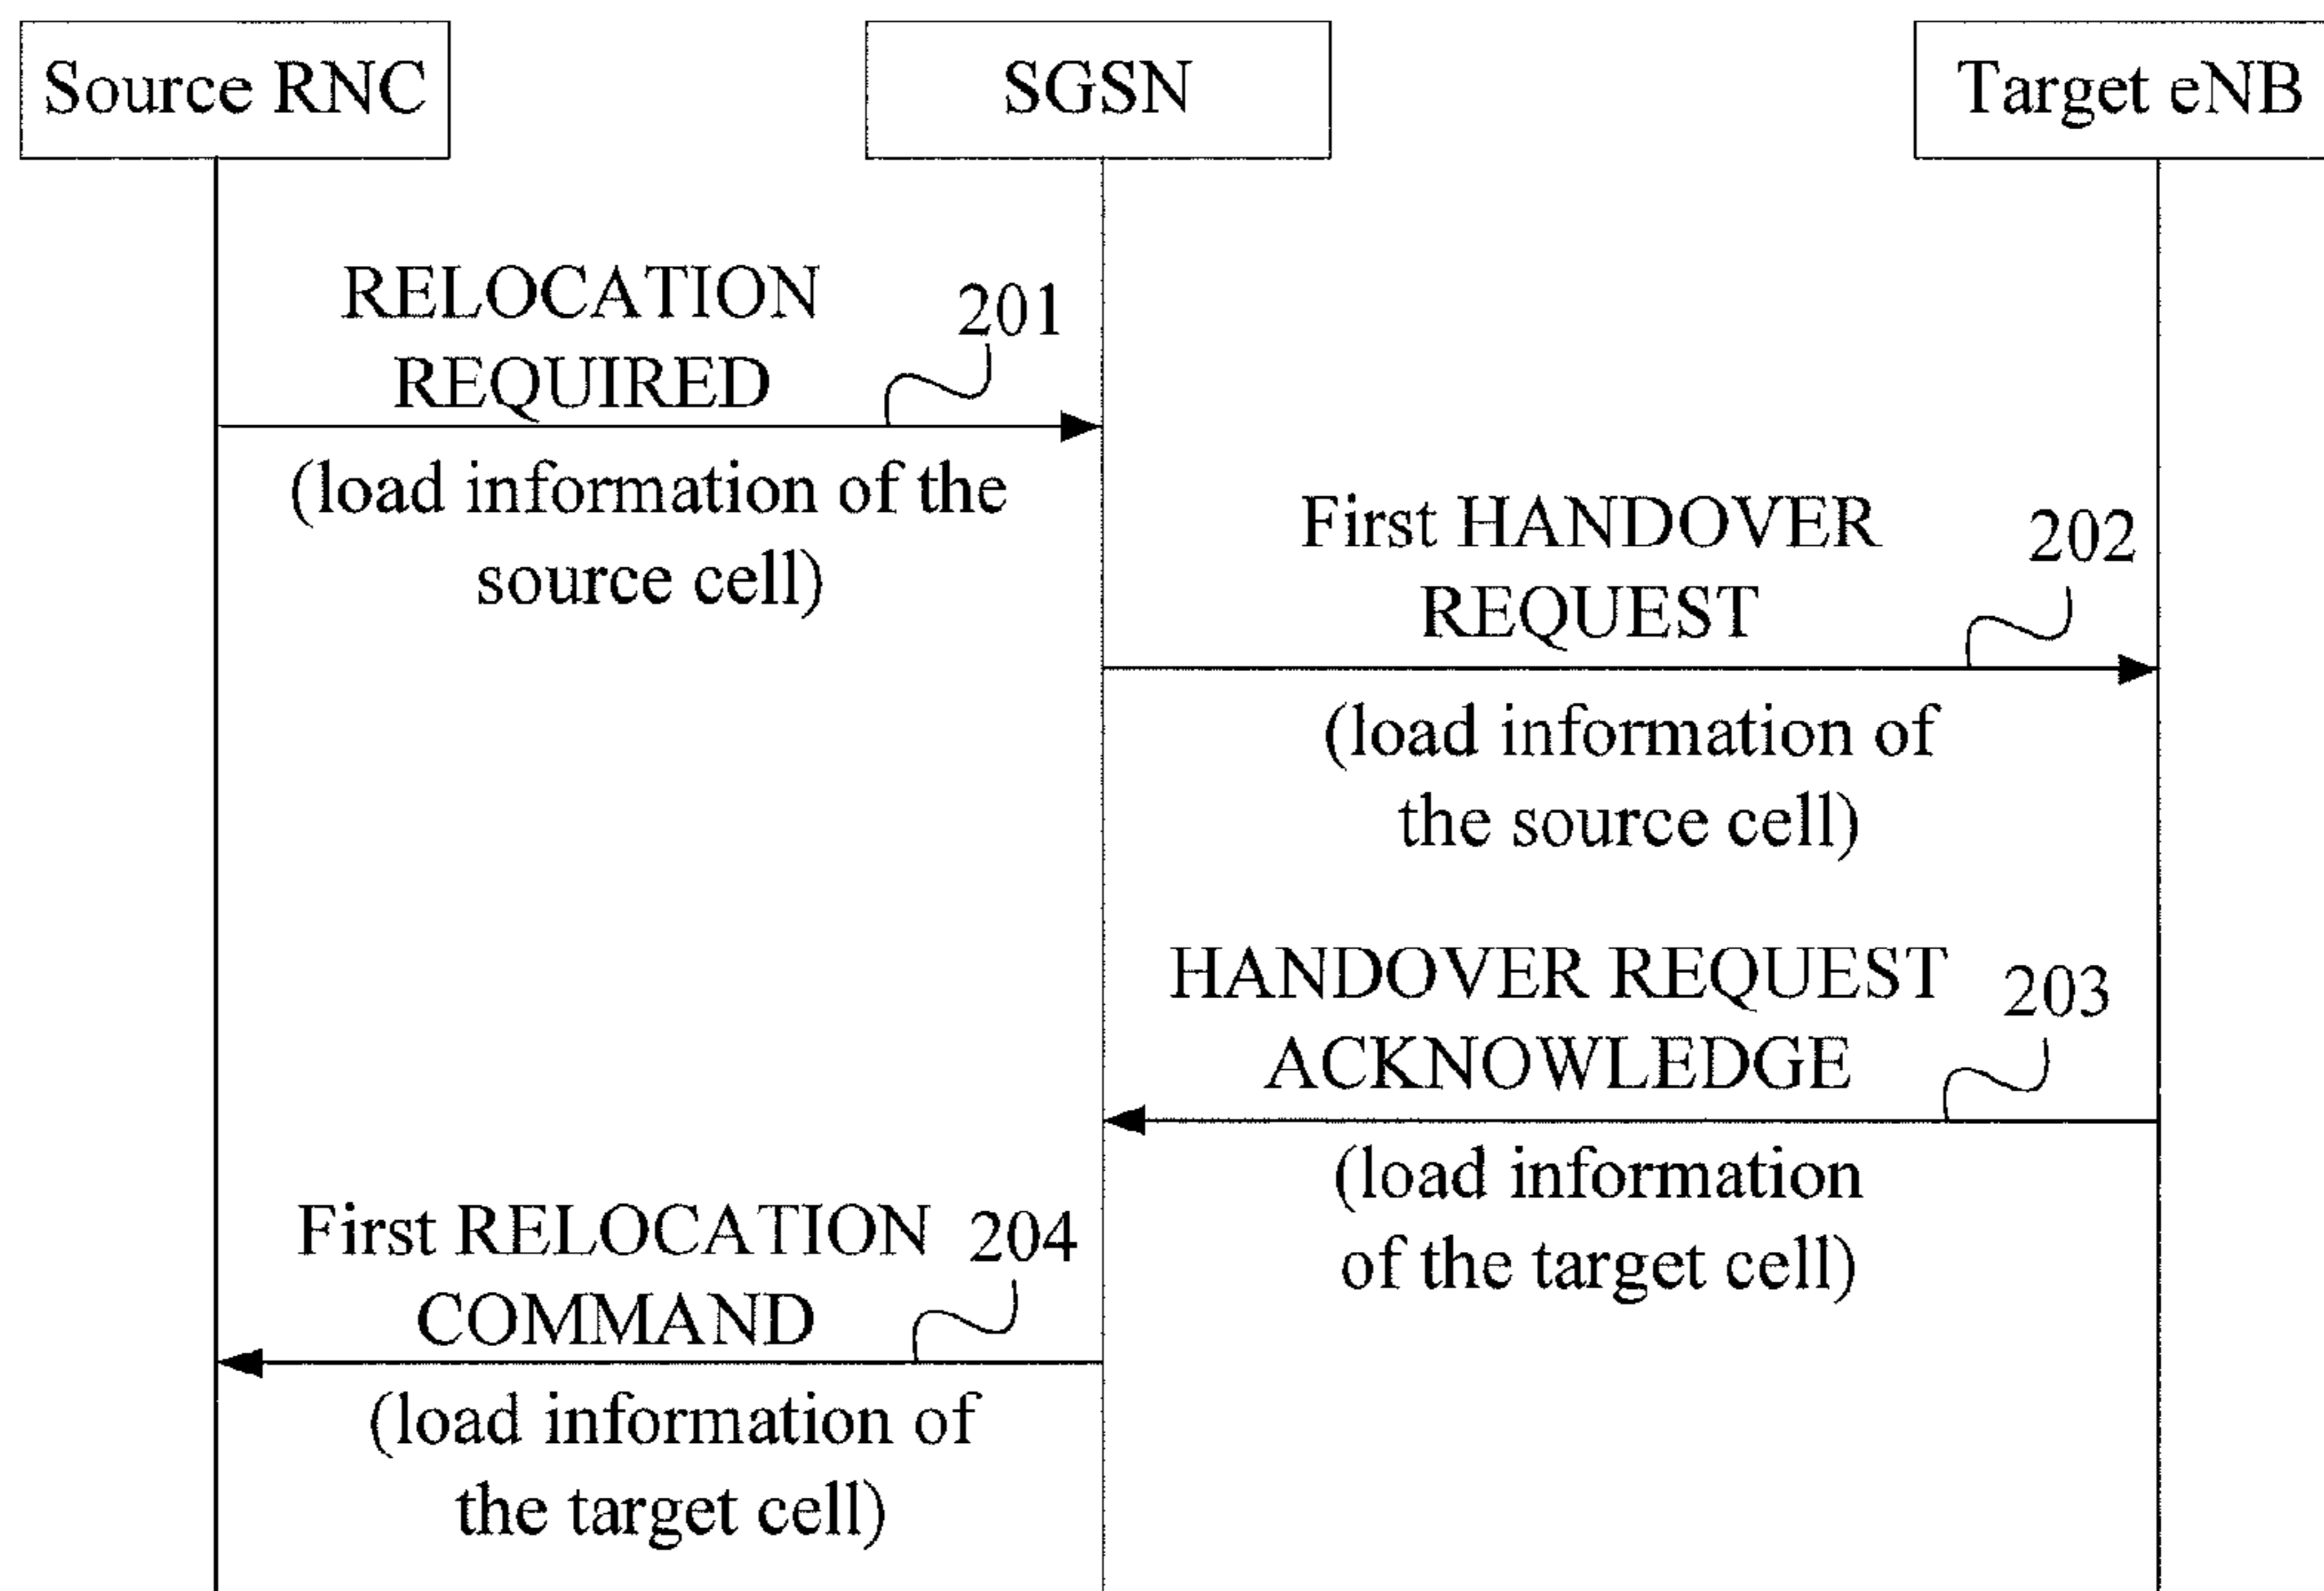 Source RNC
SGSN
Target eNB
RELOCATION
REQUIRED
201
(load information of the
source cell)
First HANDOVER
REQUEST
202
(load information of
the source cell)
HANDOVER REQUEST
ACKNOWLEDGE
203
(load information
of the target cell)
First RELOCATION
COMMAND
204
(load information of
the target cell)